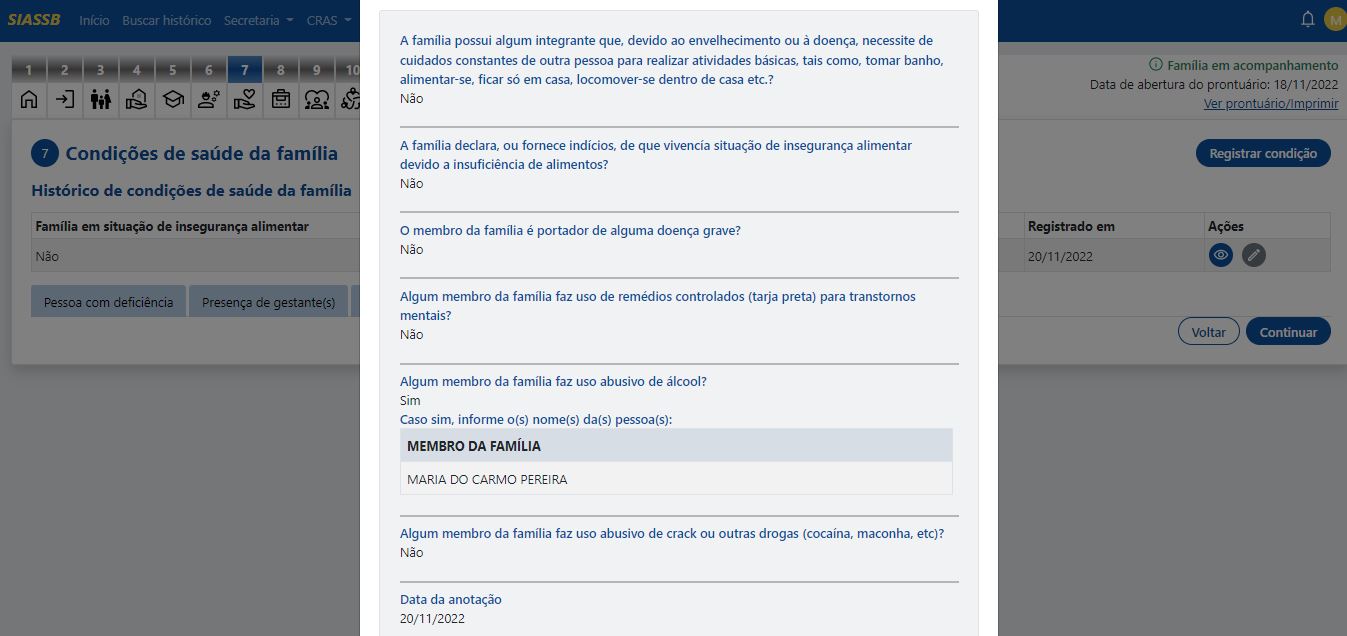 SIASSB Início Buscar histórico Secretaria CRAS M
1 2 3 4 5 6 7 8 9 10
Família em acompanhamento
Data de abertura do prontuário: 18/11/2022
Ver prontuário/Imprimir
7 Condições de saúde da família
Registrar condição
Histórico de condições de saúde da família
Família em situação de insegurança alimentar
Registrado em
Ações
Não
20/11/2022
Pessoa com deficiência
Presença de gestante(s)
Voltar
Continuar
A família possui algum integrante que, devido ao envelhecimento ou à doença, necessite de
cuidados constantes de outra pessoa para realizar atividades básicas, tais como, tomar banho,
alimentar-se, ficar só em casa, locomover-se dentro de casa etc.?
Não
A família declara, ou fornece indícios, de que vivencía situação de insegurança alimentar
devido a insuficiência de alimentos?
Não
O membro da família é portador de alguma doença grave?
Não
Algum membro da família faz uso de remédios controlados (tarja preta) para transtornos
mentais?
Não
Algum membro da família faz uso abusivo de álcool?
Sim
Caso sim, informe o(s) nome(s) da(s) pessoa(s):
MEMBRO DA FAMÍLIA
MARIA DO CARMO PEREIRA
Algum membro da família faz uso abusivo de crack ou outras drogas (cocaína, maconha, etc)?
Não
Data da anotação
20/11/2022